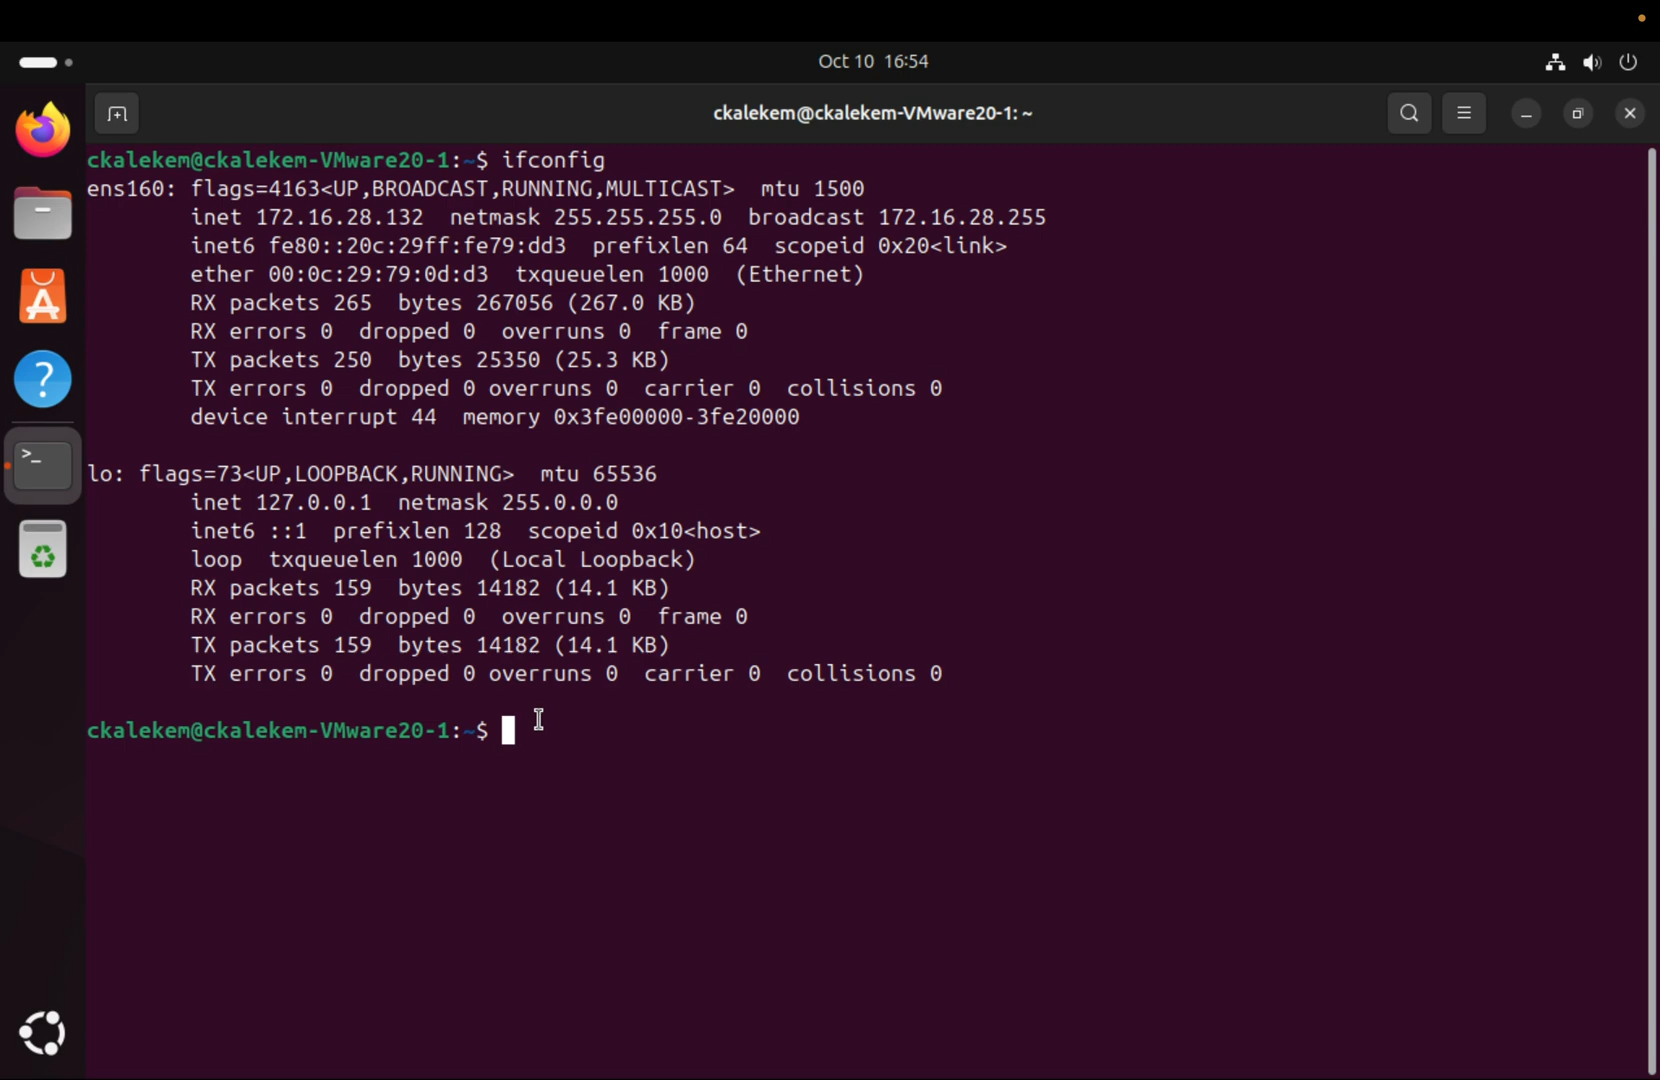 Oct 10 16:54
ckalekem@ckalekem-VMware20-1: ~
ckalekem@ckalekem-VMware20-1:~$ ifconfig
ens160: flags=4163<UP,BROADCAST,RUNNING,MULTICAST>  mtu 1500
        inet 172.16.28.132  netmask 255.255.255.0  broadcast 172.16.28.255
        inet6 fe80::20c:29ff:fe79:dd3  prefixlen 64  scopeid 0x20<link>
        ether 00:0c:29:79:0d:d3  txqueuelen 1000  (Ethernet)
        RX packets 265  bytes 267056 (267.0 KB)
        RX errors 0  dropped 0  overruns 0  frame 0
        TX packets 250  bytes 25350 (25.3 KB)
        TX errors 0  dropped 0 overruns 0  carrier 0  collisions 0
        device interrupt 44  memory 0x3fe00000-3fe20000
lo: flags=73<UP,LOOPBACK,RUNNING>  mtu 65536
        inet 127.0.0.1  netmask 255.0.0.0
        inet6 ::1  prefixlen 128  scopeid 0x10<host>
        loop  txqueuelen 1000  (Local Loopback)
        RX packets 159  bytes 14182 (14.1 KB)
        RX errors 0  dropped 0  overruns 0  frame 0
        TX packets 159  bytes 14182 (14.1 KB)
        TX errors 0  dropped 0 overruns 0  carrier 0  collisions 0
ckalekem@ckalekem-VMware20-1:~$